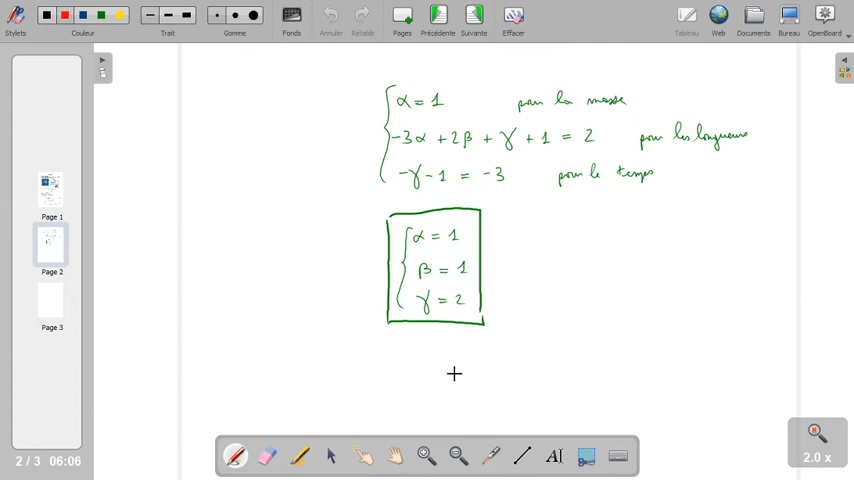 Stylets
Couleur
Trait
Gomme
Fonds
Annuler
Rétablir
Pages
Précédente
Suivante
Effacer
Tableau
Web
Documents
Bureau
OpenBoard
α = 1 pour la masse
-3α + 2β + γ + 1 = 2 pour les longueurs
-γ - 1 = -3 pour le temps
α = 1
β = 1
γ = 2
Page 1
Page 2
Page 3
2 / 3 06:06
AI
2.0 x